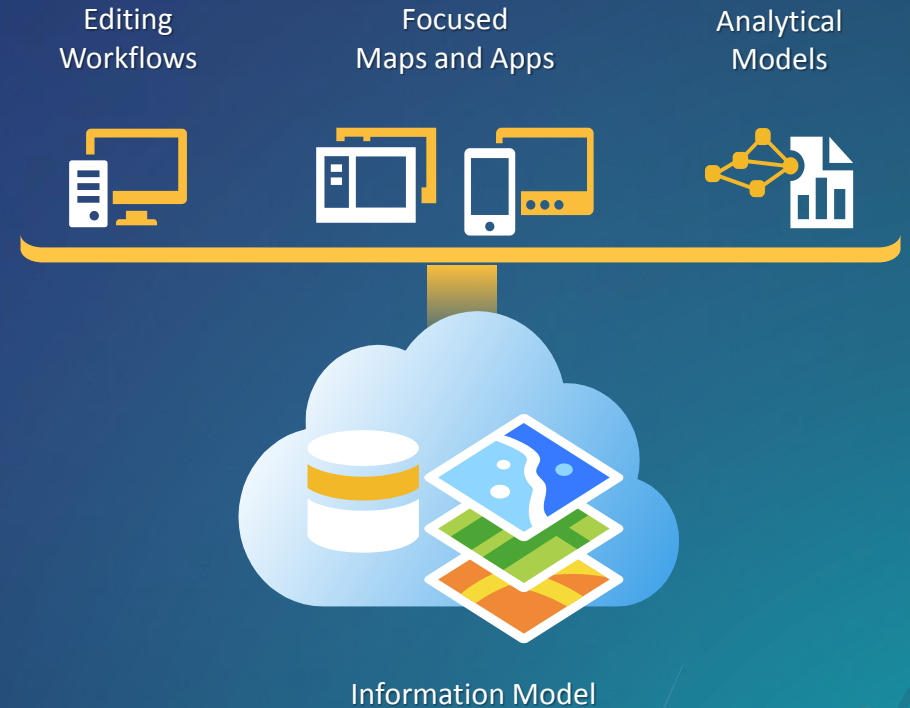 Editing
Workflows
Focused
Maps and Apps
Analytical
Models
Information Model